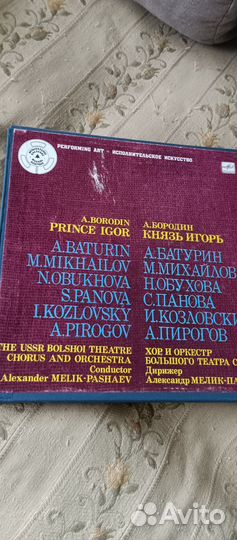 PERFORMING ART – ИСПОЛНИТЕЛЬСКОЕ ИСКУССТВО
A.BORODIN
PRINCE IGOR
A.BATURIN
M.MIKHAILOV
N.OBUKHOVA
S.PANOVA
I.KOZLOVSKY
A.PIROGOV
THE USSR BOLSHOI THEATRE
CHORUS AND ORCHESTRA
Conductor
Alexander MELIK-PASHAEV
А.БОРОДИН
КНЯЗЬ ИГОРЬ
А.БАТУРИН
М.МИХАЙЛОВ
Н.ОБУХОВА
С.ПАНОВА
И.КОЗЛОВСКИ
А.ПИРОГОВ
ХОР И ОРКЕСТР
БОЛЬШОГО ТЕАТРА С
Дирижер
Александр МЕЛИК-ПА
Avito